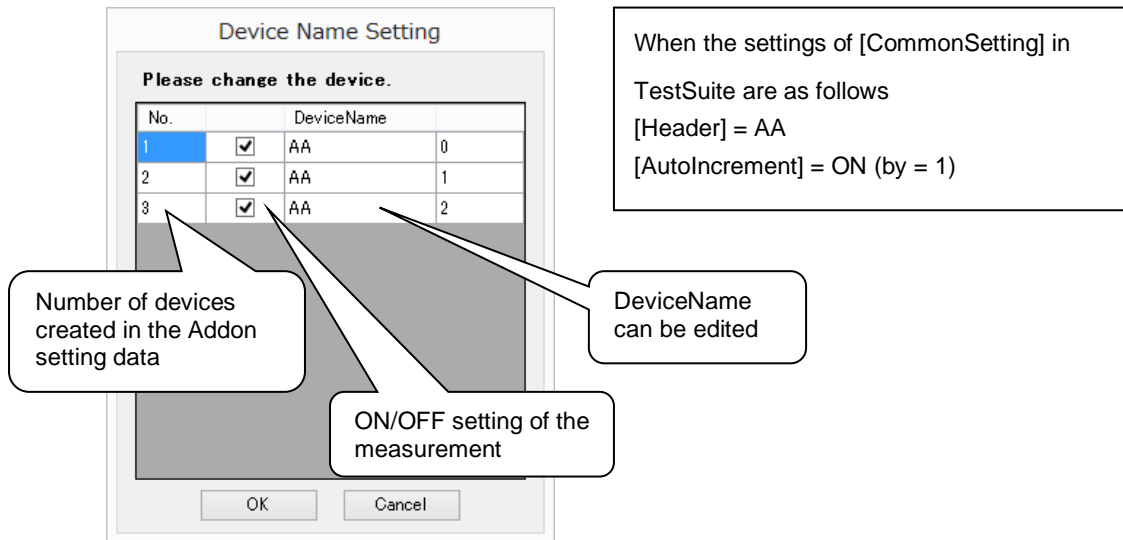 Device Name Setting
Please change the device.
No. DeviceName
1 AA 0
2 AA 1
3 AA 2
Number of devices
created in the Addon
setting data
ON/OFF setting of the
measurement
DeviceName
can be edited
OK Cancel
When the settings of [CommonSetting] in
TestSuite are as follows
[Header] = AA
[AutoIncrement] = ON (by = 1)